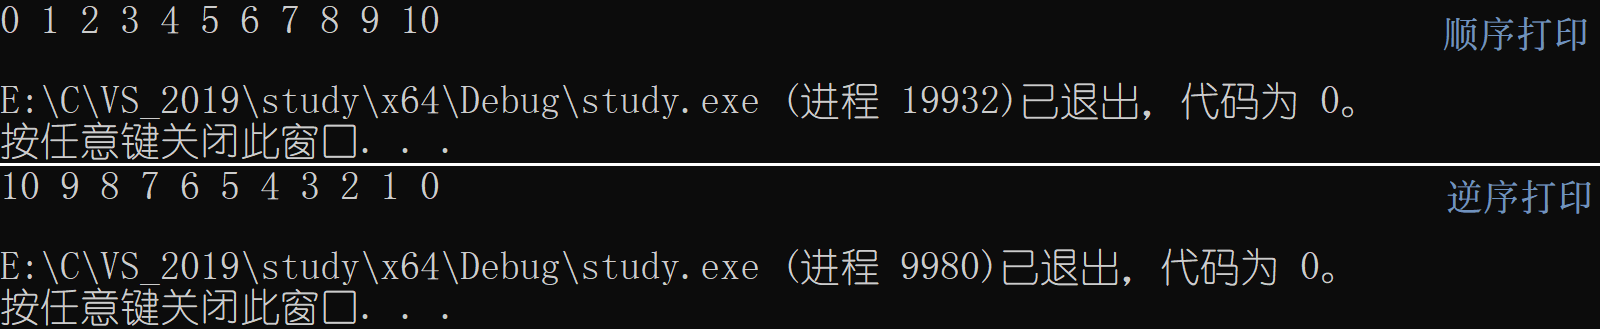 0 1 2 3 4 5 6 7 8 9 10
顺序打印
E:\C\VS_2019\study\x64\Debug\study.exe (进程 19932)已退出，代码为 0。
按任意键关闭此窗口. . .
10 9 8 7 6 5 4 3 2 1 0
逆序打印
E:\C\VS_2019\study\x64\Debug\study.exe (进程 9980)已退出，代码为 0。
按任意键关闭此窗口. . .